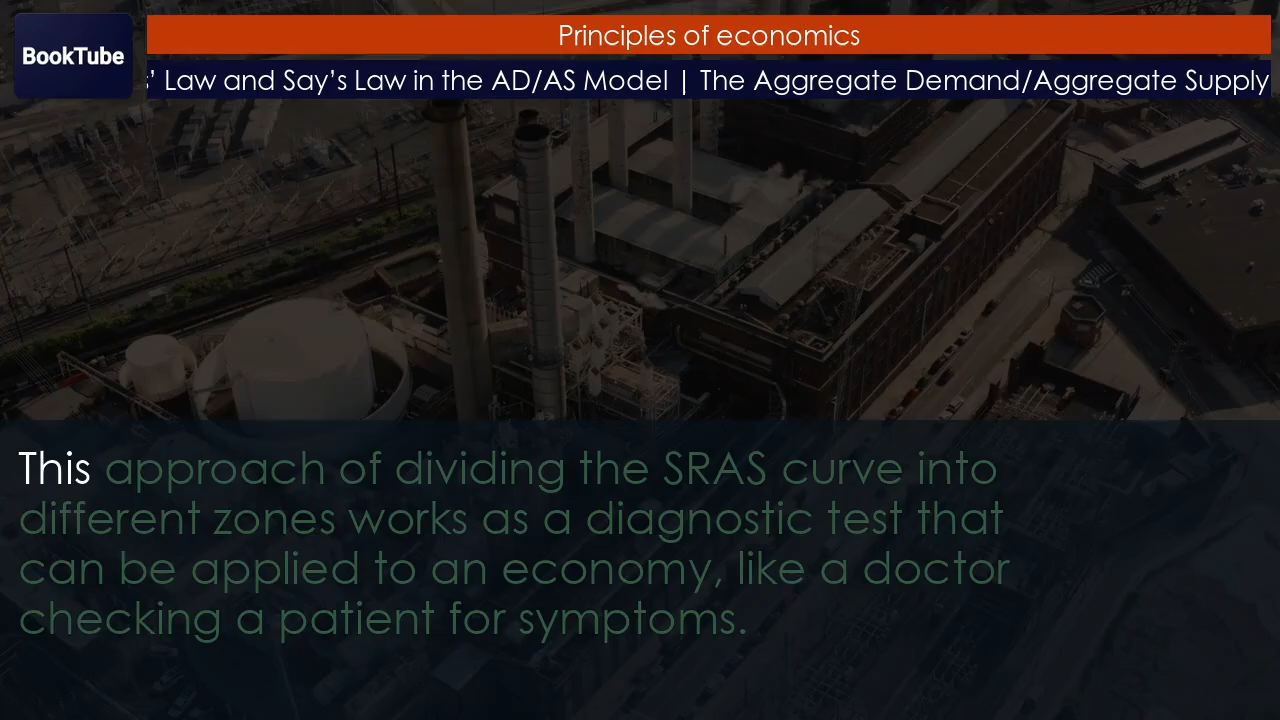 BookTube
Principles of economics
’ Law and Say’s Law in the AD/AS Model | The Aggregate Demand/Aggregate Supply
This approach of dividing the SRAS curve into
different zones works as a diagnostic test that
can be applied to an economy, like a doctor
checking a patient for symptoms.